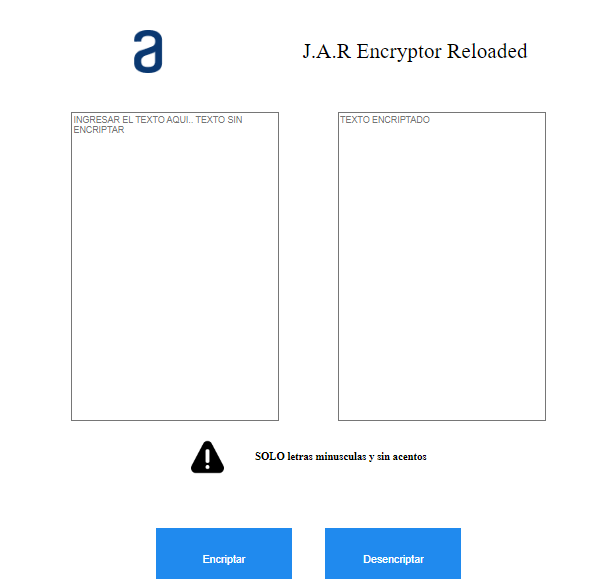 a
J.A.R Encryptor Reloaded
INGRESAR EL TEXTO AQUI.. TEXTO SIN
ENCRIPTAR
TEXTO ENCRIPTADO
SOLO letras minusculas y sin acentos
Encriptar
Desencriptar